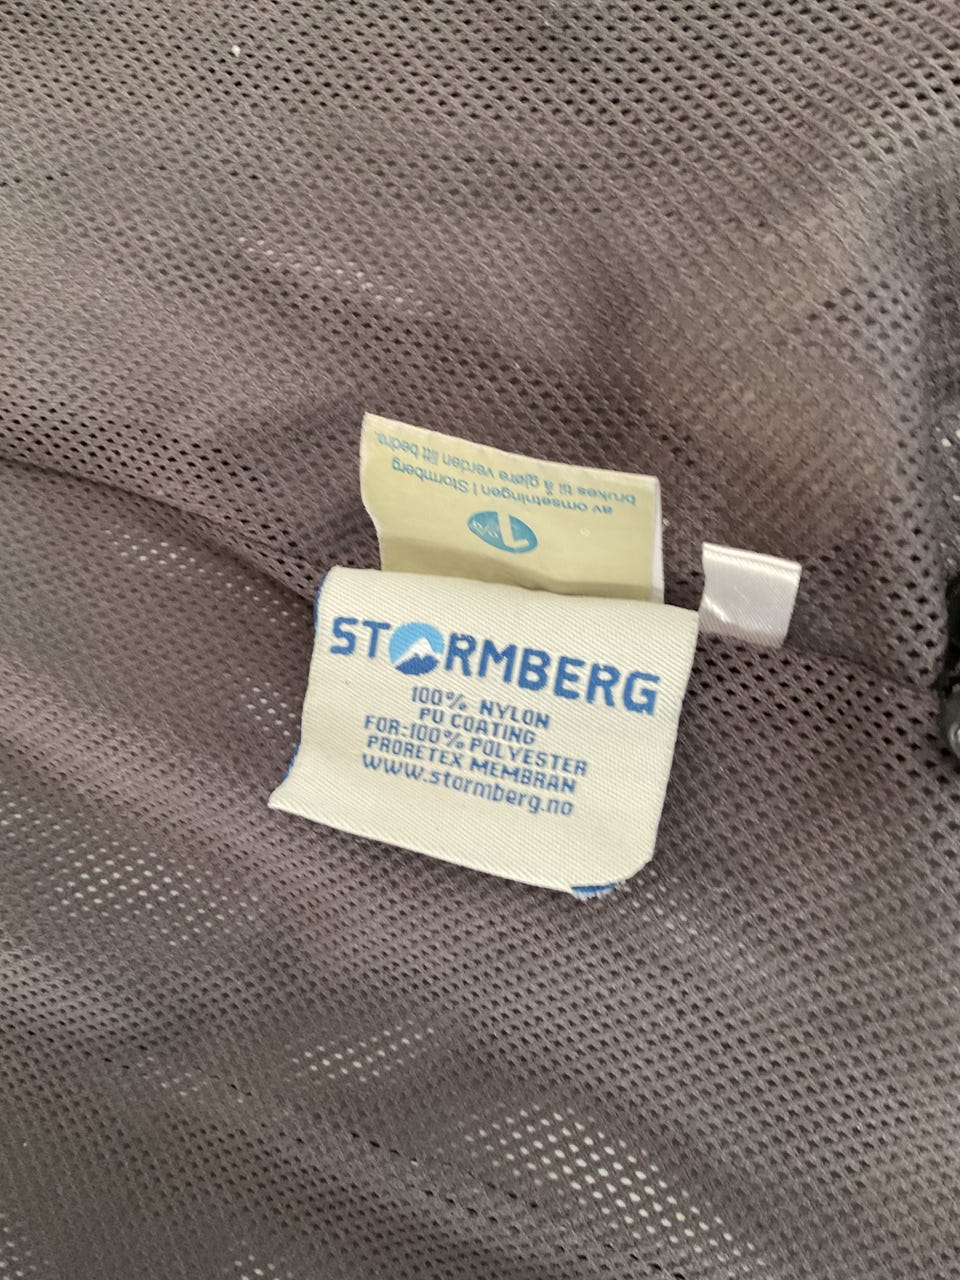 1%
av omsetningen i Stormberg
brukes til å gjøre verden litt bedre.
STORMBERG
100% NYLON
PU COATING
FOR:100% POLYESTER
PRORETEX MEMBRAN
www.stormberg.no